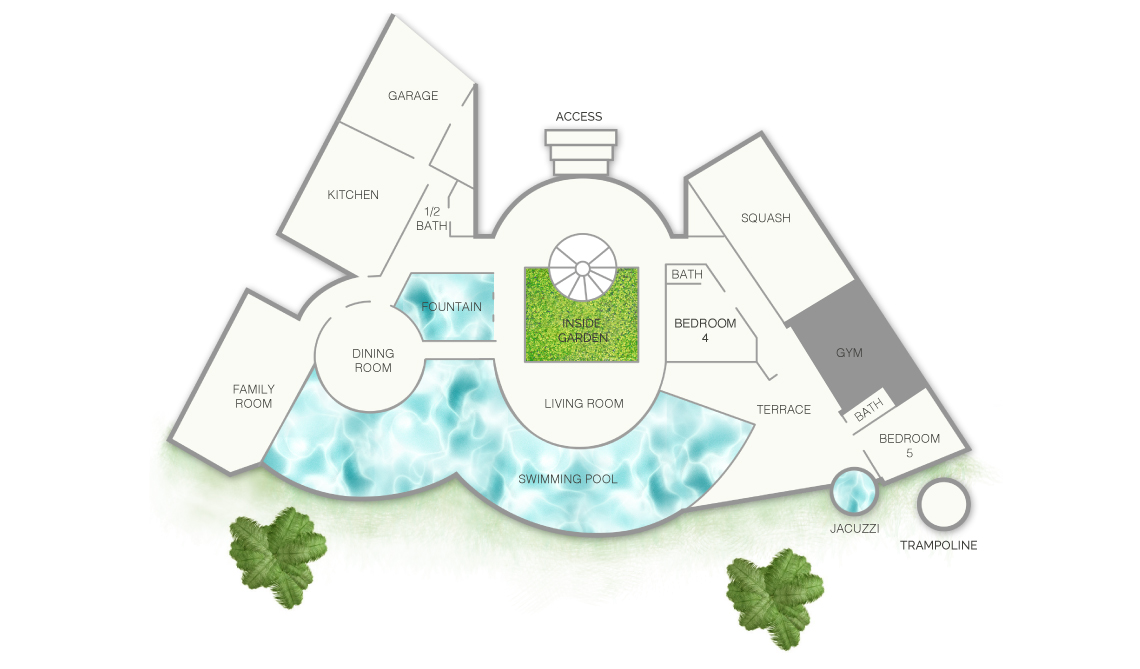 GARAGE
ACCESS
KITCHEN
1/2
BATH
SQUASH
BATH
FOUNTAIN
INSIDE
GARDEN
BEDROOM
4
DINING
ROOM
GYM
FAMILY
ROOM
LIVING ROOM
TERRACE
BATH
BEDROOM
5
SWIMMING POOL
JACUZZI
TRAMPOLINE